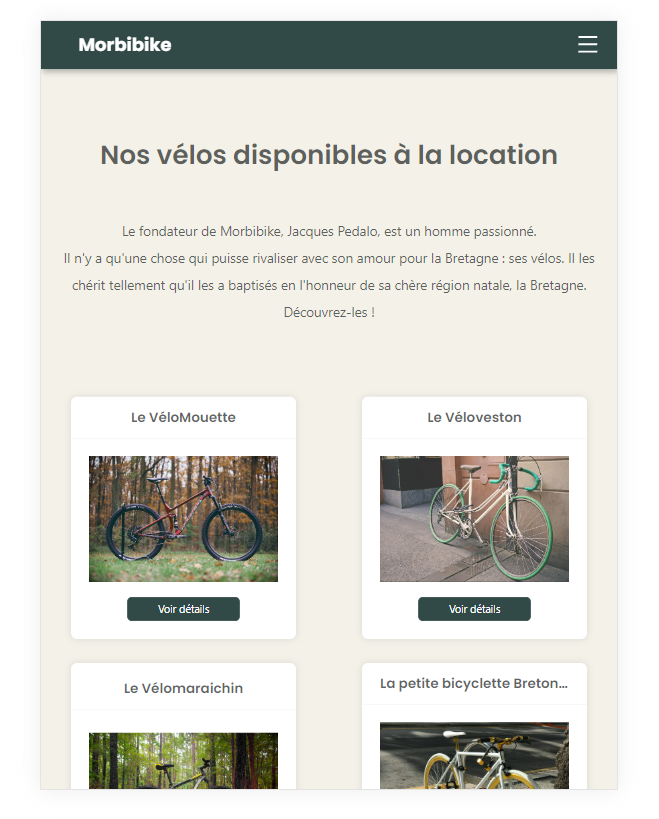 Morbibike
Nos vélos disponibles à la location
Le fondateur de Morbibike, Jacques Pedalo, est un homme passionné.
Il n'y a qu'une chose qui puisse rivaliser avec son amour pour la Bretagne : ses vélos. Il les
chérit tellement qu'il les a baptisés en l'honneur de sa chère région natale, la Bretagne.
Découvrez-les !
Le VéloMouette
Le Véloveston
Voir détails
Voir détails
Le Vélomaraichin
La petite bicyclette Breton...